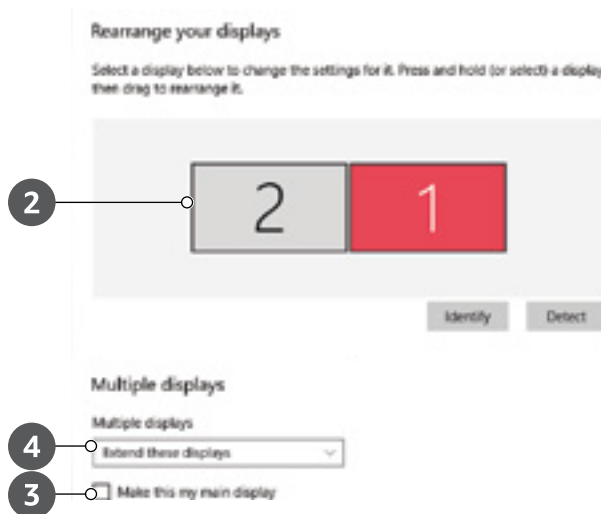 Rearrange your displays
Select a display below to change the settings for it. Press and hold (or select) a display,
then drag to rearrange it.
2
2 1
Identify Detect
Multiple displays
Multiple displays
4
Extend these displays
3
Make this my main display